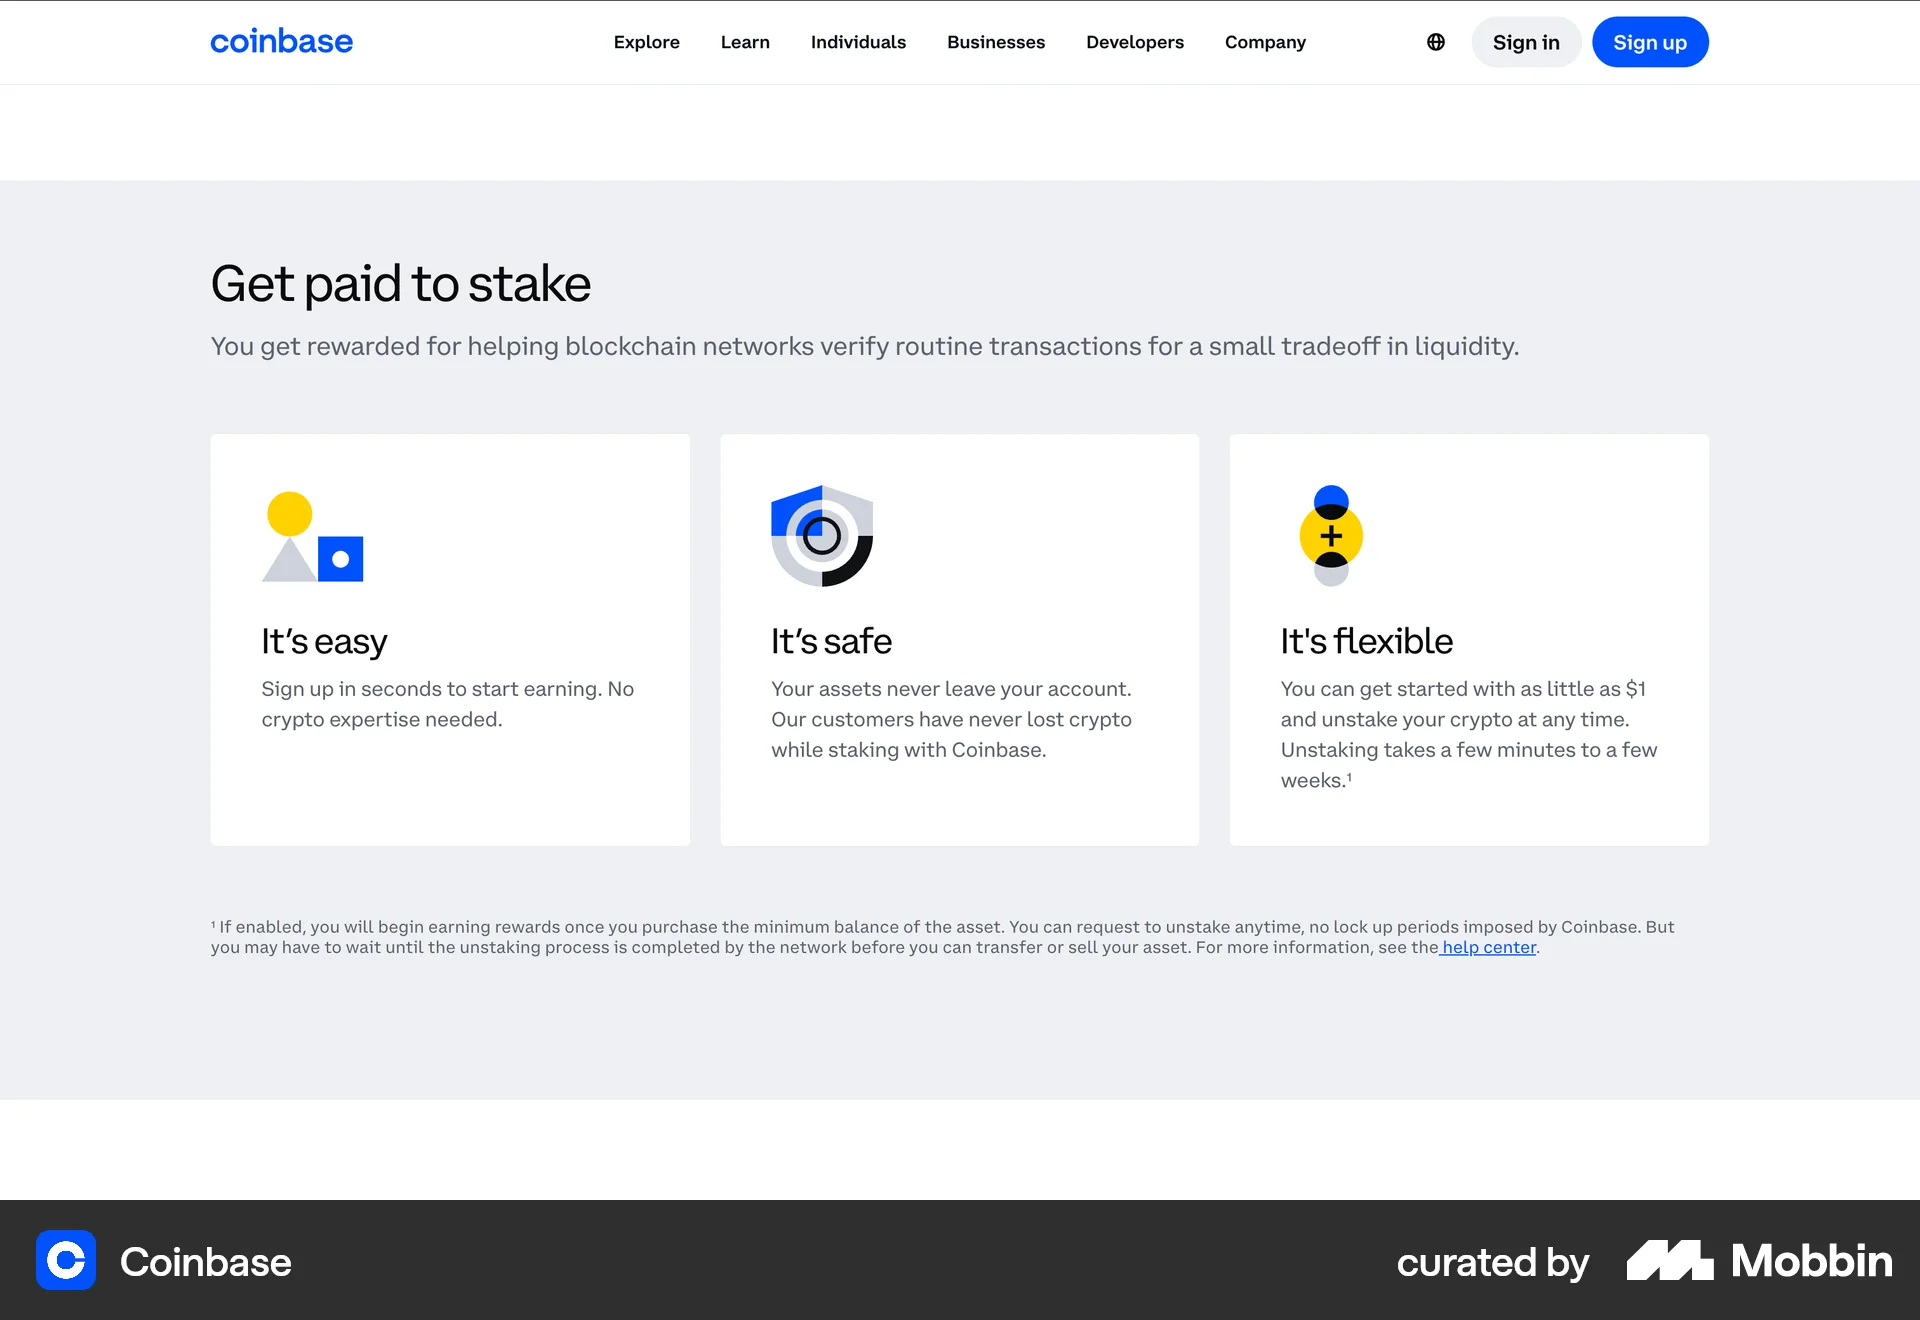 coinbase
Explore Learn Individuals Businesses Developers Company
Sign in
Sign up
Get paid to stake
You get rewarded for helping blockchain networks verify routine transactions for a small tradeoff in liquidity.
It’s easy
Sign up in seconds to start earning. No
crypto expertise needed.
It’s safe
Your assets never leave your account.
Our customers have never lost crypto
while staking with Coinbase.
It's flexible
You can get started with as little as $1
and unstake your crypto at any time.
Unstaking takes a few minutes to a few
weeks.¹
¹ If enabled, you will begin earning rewards once you purchase the minimum balance of the asset. You can request to unstake anytime, no lock up periods imposed by Coinbase. But
you may have to wait until the unstaking process is completed by the network before you can transfer or sell your asset. For more information, see the help center.
Coinbase
curated by Mobbin